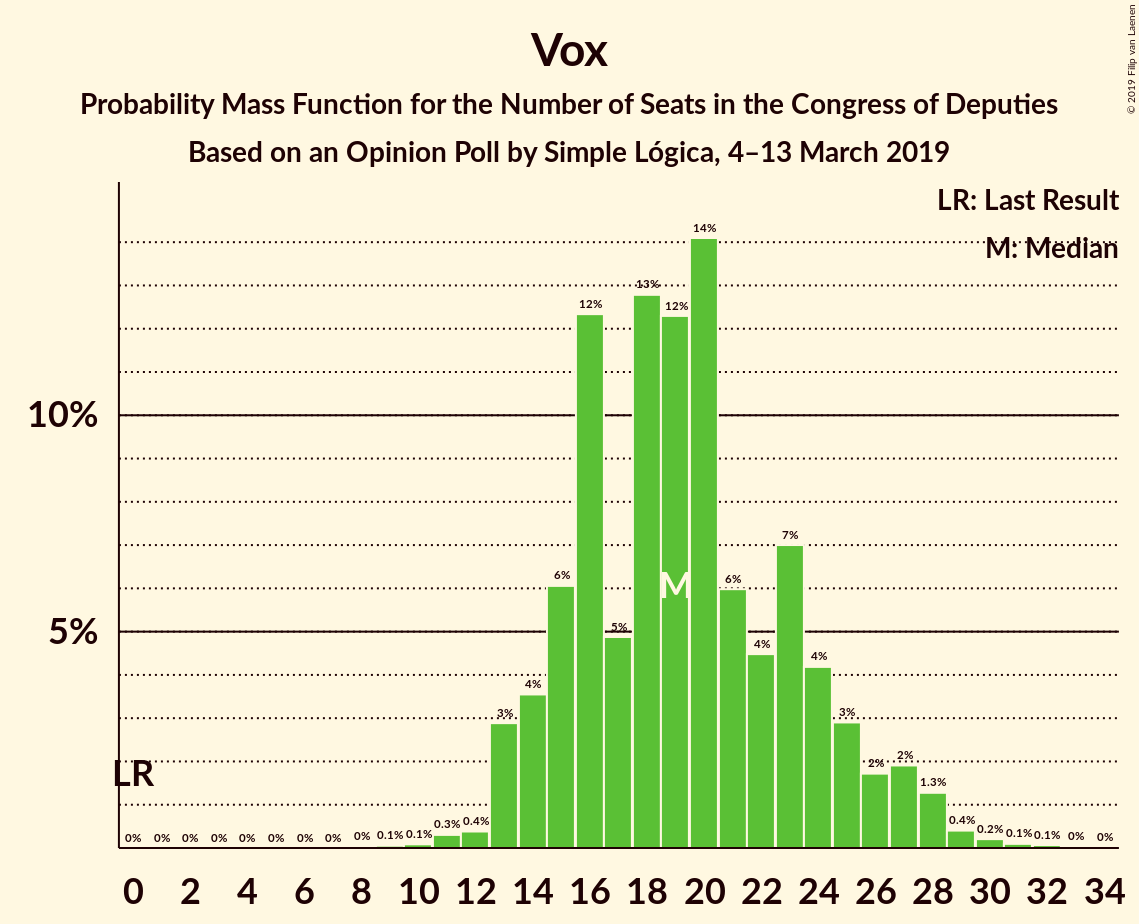 Vox
Probability Mass Function for the Number of Seats in the Congress of Deputies
Based on an Opinion Poll by Simple Lógica, 4–13 March 2019
© 2019 Filip van Laenen
LR: Last Result
M: Median
10%
5%
LR
M
0% 0% 0% 0% 0% 0% 0% 0% 0% 0.1% 0.1% 0.3% 0.4% 3% 4% 6% 12% 5% 13% 12% 14% 6% 4% 7% 4% 3% 2% 2% 1.3% 0.4% 0.2% 0.1% 0.1% 0% 0%
0 2 4 6 8 10 12 14 16 18 20 22 24 26 28 30 32 34